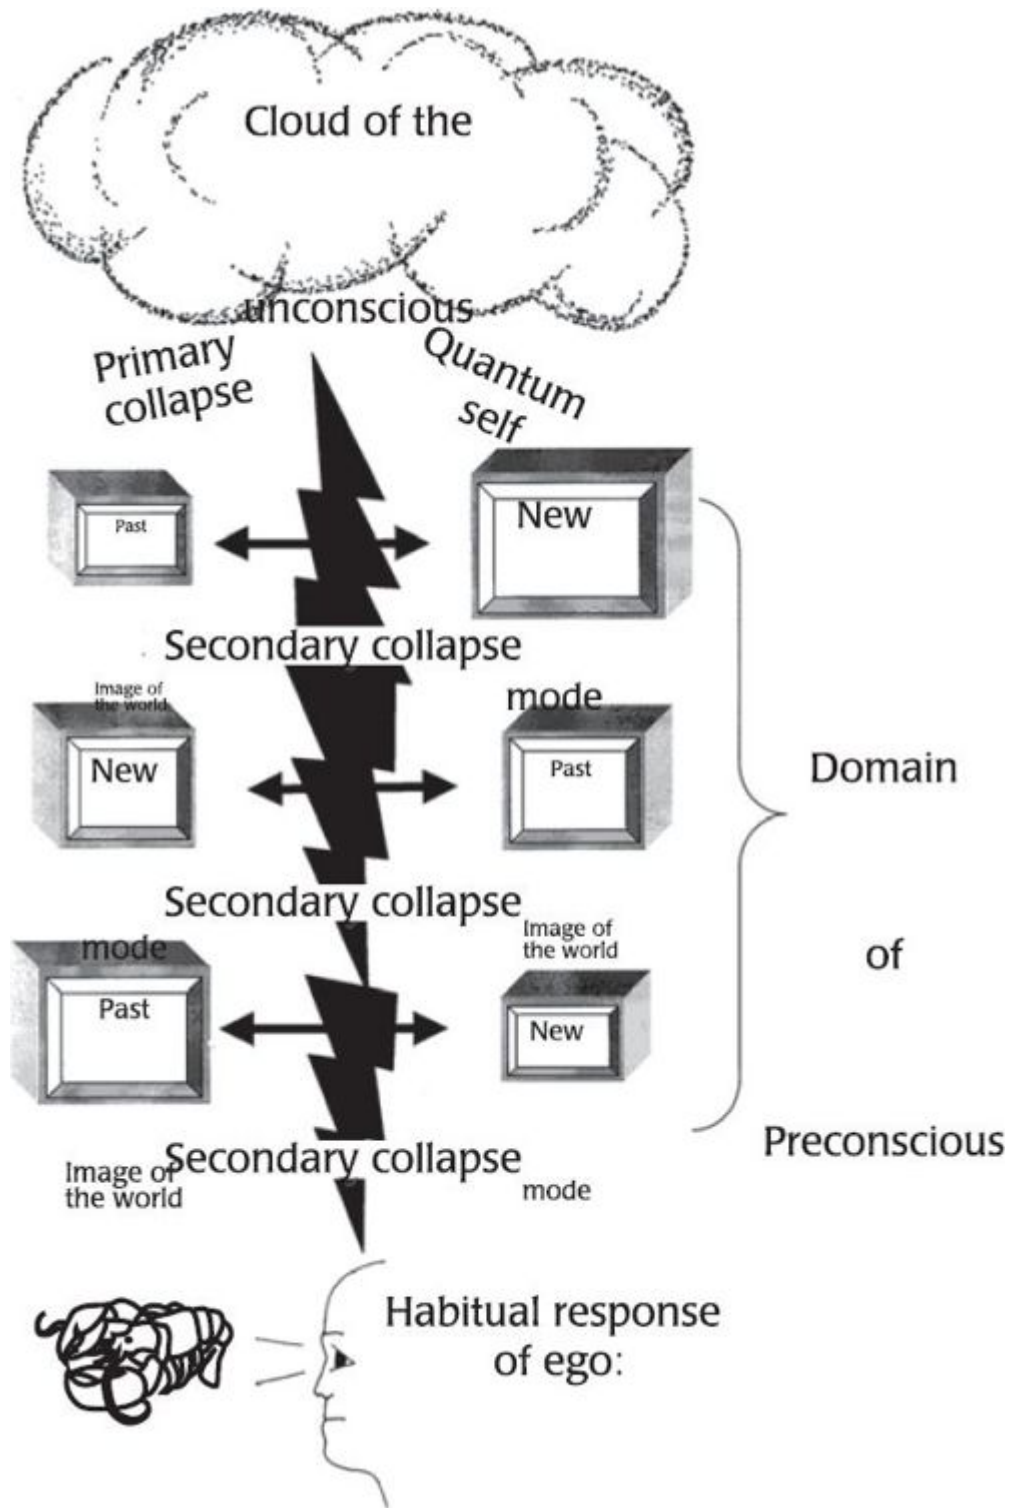 Cloud of the
unconscious
Primary
collapse
Quantum
self
Past
New
Secondary collapse
Image of
the world
mode
New
Past
Domain
Secondary collapse
mode
Image of
the world
of
Past
New
Secondary collapse
Preconscious
Image of
the world
mode
Habitual response
of ego: